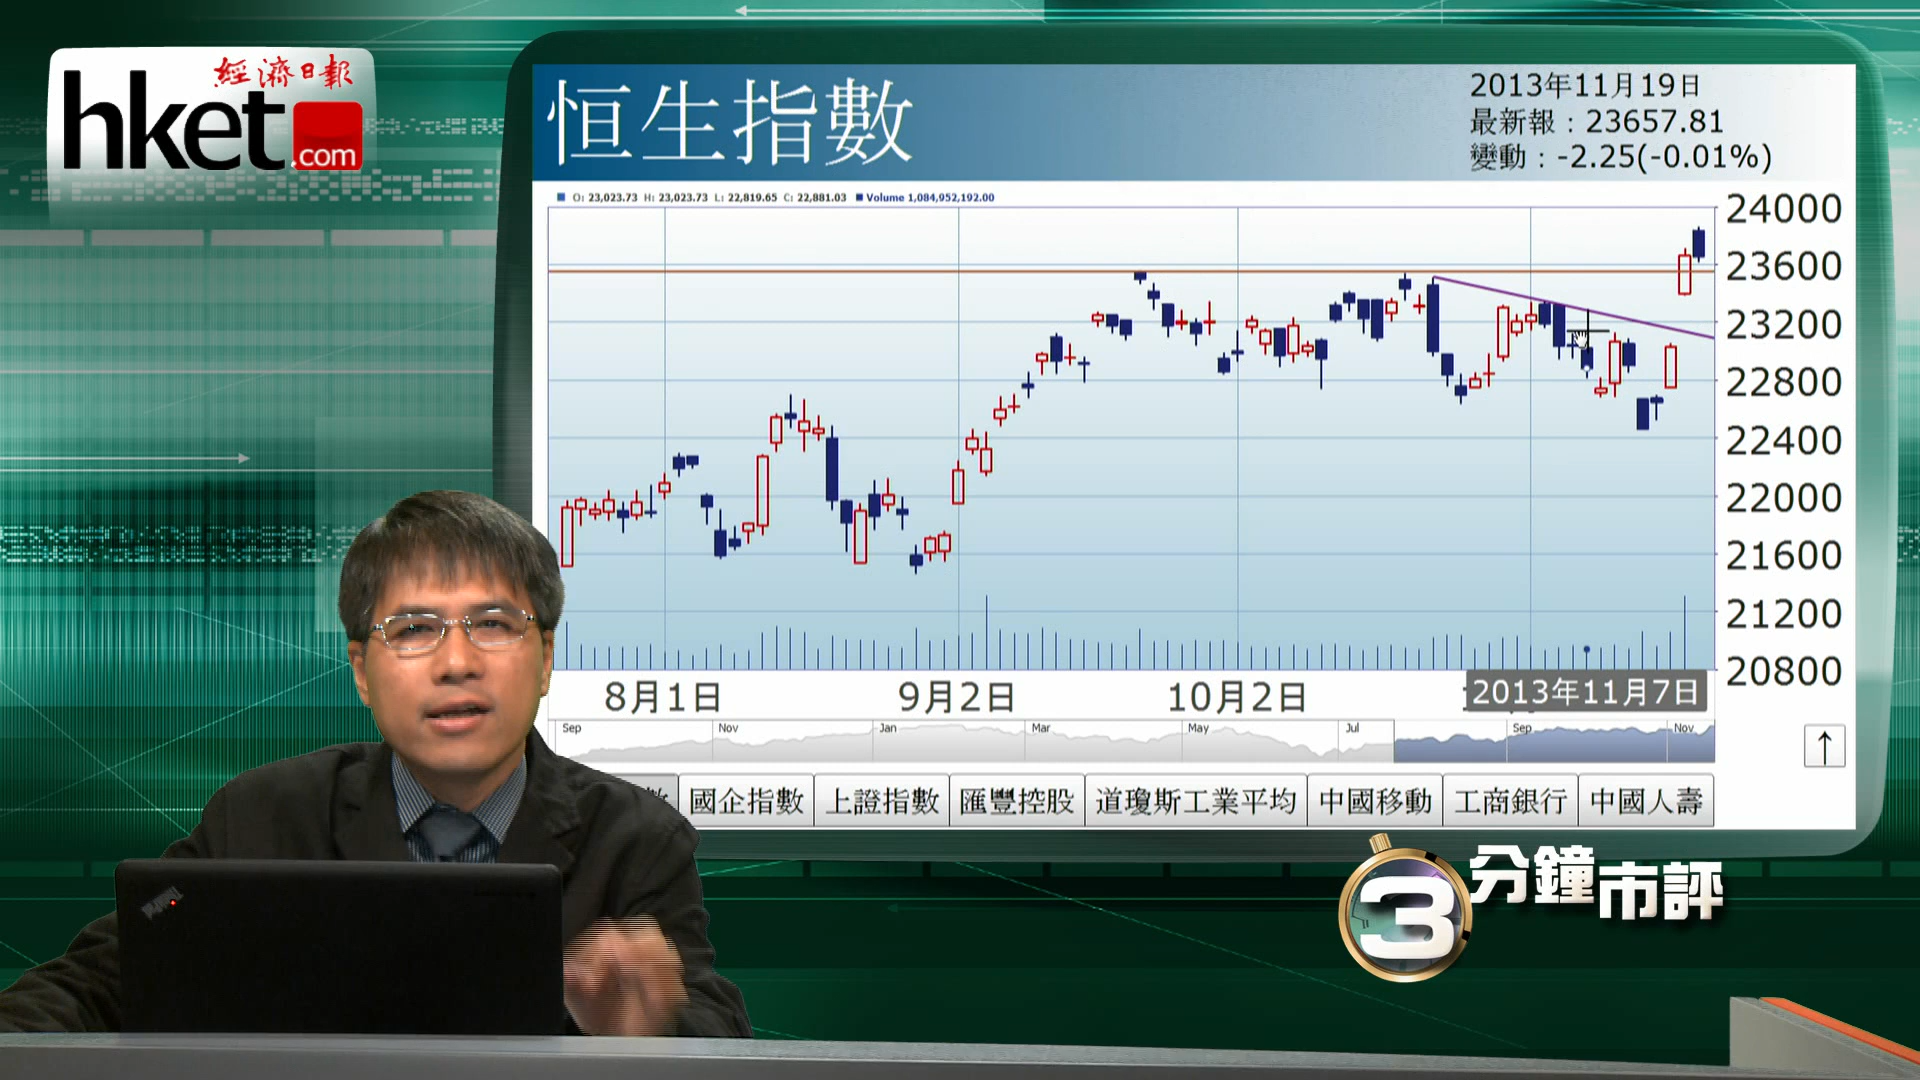 經濟日報
hket.com
恒生指數
2013年11月19日
最新報：23657.81
變動：-2.25(-0.01%)
O: 23,023.73 H: 23,023.73 L: 22,819.65 C: 22,881.03 Volume 1,084,952,192.00
24000
23600
23200
22800
22400
22000
21600
21200
20800
8月1日 9月2日 10月2日 2013年11月7日
Sep Nov Jan Mar May Jul Sep Nov
數 國企指數 上證指數 匯豐控股 道瓊斯工業平均 中國移動 工商銀行 中國人壽
3分鐘市評